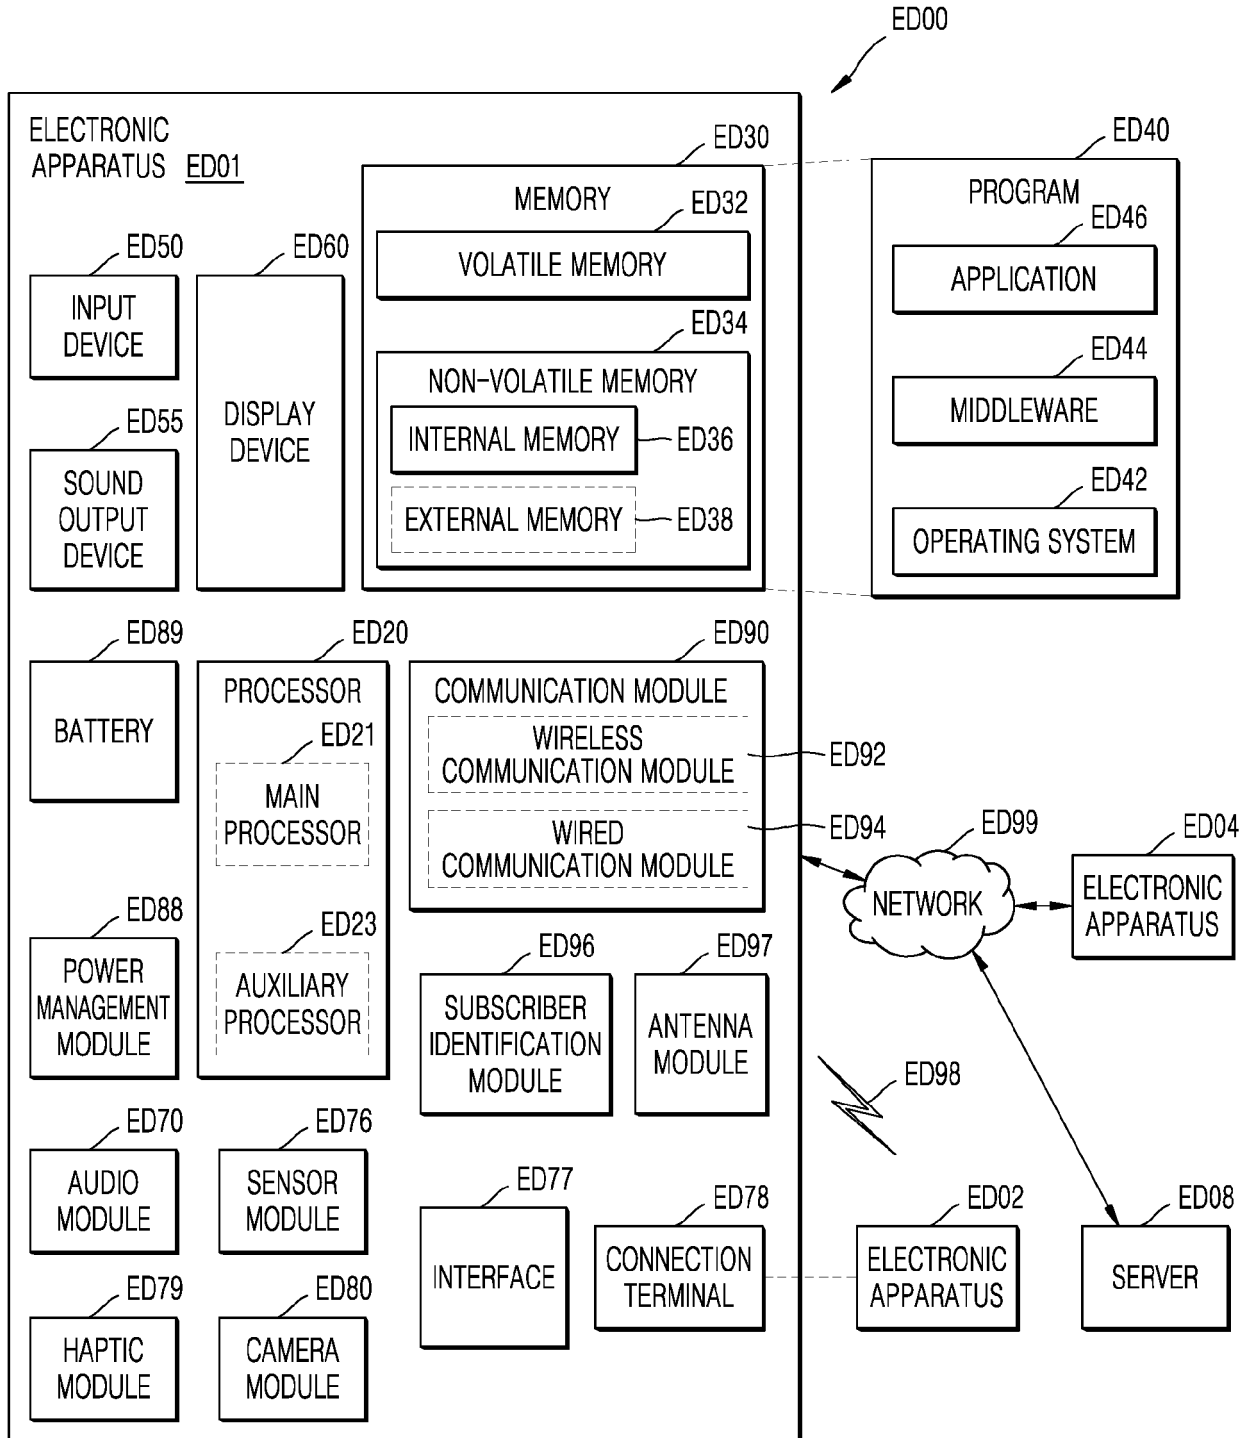 ED00
ELECTRONIC
APPARATUS ED01
ED30
MEMORY
ED32
VOLATILE MEMORY
ED34
NON-VOLATILE MEMORY
INTERNAL MEMORY
ED36
EXTERNAL MEMORY
ED38
ED40
PROGRAM
ED46
APPLICATION
ED44
MIDDLEWARE
ED42
OPERATING SYSTEM
ED50
INPUT
DEVICE
ED60
DISPLAY
DEVICE
ED55
SOUND
OUTPUT
DEVICE
ED89
BATTERY
ED20
PROCESSOR
ED21
MAIN
PROCESSOR
ED23
AUXILIARY
PROCESSOR
ED90
COMMUNICATION MODULE
WIRELESS
COMMUNICATION MODULE
ED92
WIRED
COMMUNICATION MODULE
ED94
ED99
NETWORK
ED04
ELECTRONIC
APPARATUS
ED88
POWER
MANAGEMENT
MODULE
ED96
SUBSCRIBER
IDENTIFICATION
MODULE
ED97
ANTENNA
MODULE
ED98
ED70
AUDIO
MODULE
ED76
SENSOR
MODULE
ED77
INTERFACE
ED78
CONNECTION
TERMINAL
ED02
ELECTRONIC
APPARATUS
ED08
SERVER
ED79
HAPTIC
MODULE
ED80
CAMERA
MODULE